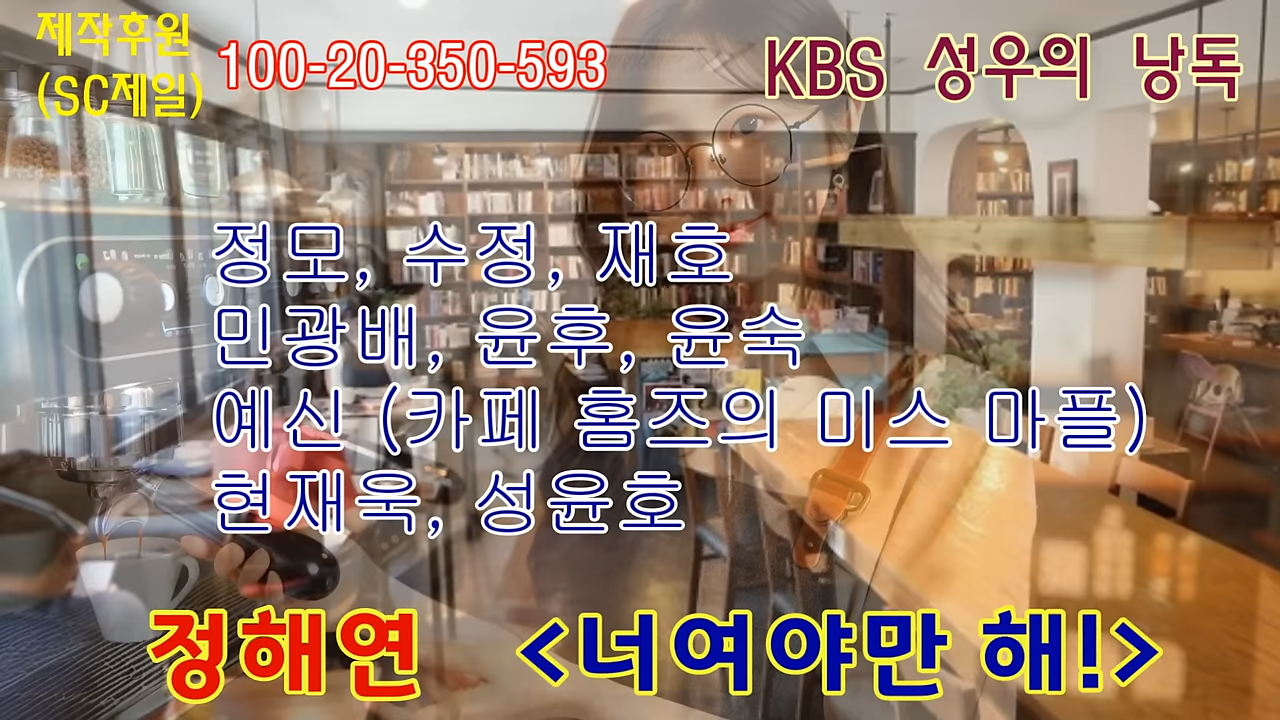 제작후원
(SC제일)
100-20-350-593
KBS 성우의 낭독
정모, 수정, 재호
민광배, 윤후, 윤숙
예신 (카페 홈즈의 미스 마플)
현재욱, 성윤호
정해연 <너여야만 해!>